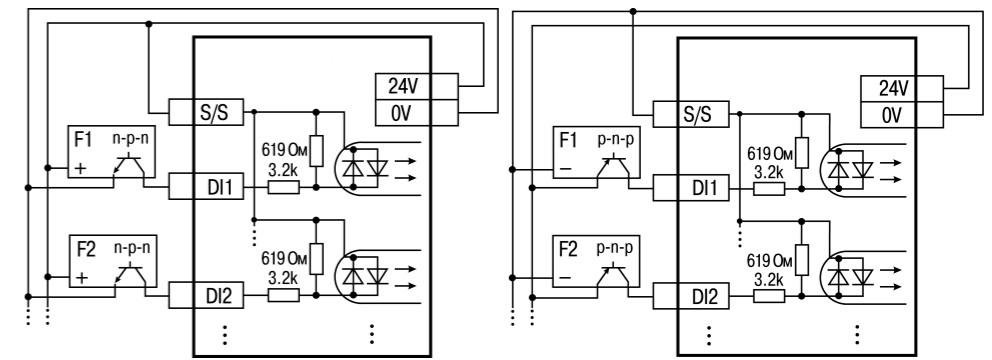 24V
0V
S/S
F1 n-p-n
+
619 Ом
3.2k
DI1
F2 n-p-n
+
619 Ом
3.2k
DI2
24V
0V
S/S
F1 p-n-p
−
619 Ом
3.2k
DI1
F2 p-n-p
−
619 Ом
3.2k
DI2